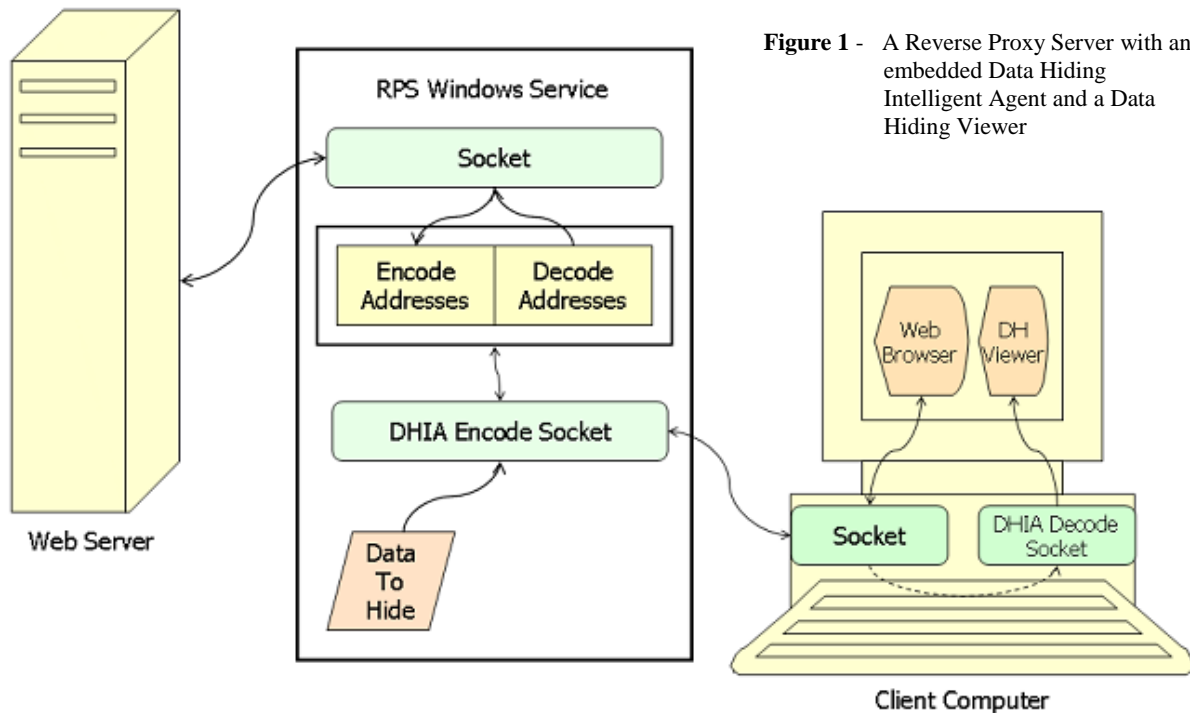 Figure 1 - A Reverse Proxy Server with an
embedded Data Hiding
Intelligent Agent and a Data
Hiding Viewer
RPS Windows Service
Socket
Encode
Addresses
Decode
Addresses
DHIA Encode Socket
Data
To
Hide
Web Server
Web
Browser
DH
Viewer
Socket
DHIA Decode
Socket
Client Computer